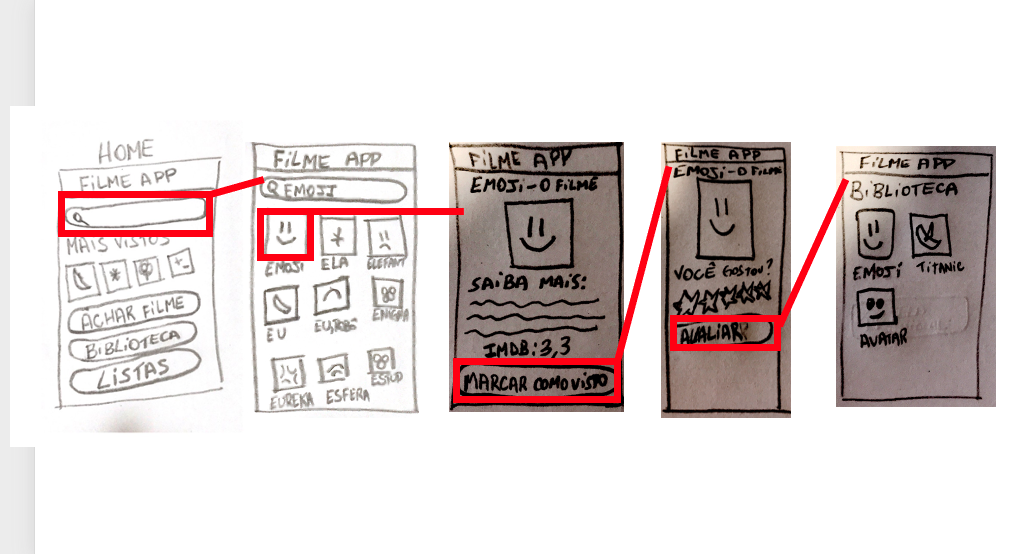 HOME
FILME APP
MAIS VISTOS
ACHAR FILME
BIBLIOTECA
LISTAS
FILME APP
EMOJI
EMOJI ELA ELEFANT
EU EU, ROBÔ ENIGMA
EUREKA ESFERA ESTUD
FILME APP
EMOJI-O FILME
SAIBA MAIS:
IMDB: 3,3
MARCAR COMO VISTO
FILME APP
EMOJI-O FILME
VOCÊ GOSTOU?
AVALIAR
FILME APP
BIBLIOTECA
EMOJI TITANIC
AVATAR